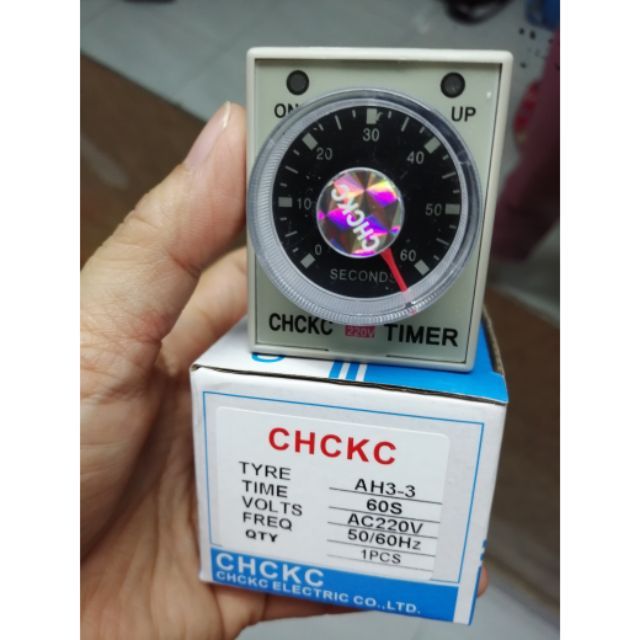 ON UP
0 10 20 30 40 50 60
CHCKC
SECONDS
CHCKC 220V TIMER
CHCKC
TYRE AH3-3
TIME 60S
VOLTS AC220V
FREQ 50/60Hz
QTY 1PCS
CHCKC
CHCKC ELECTRIC CO.,LTD.